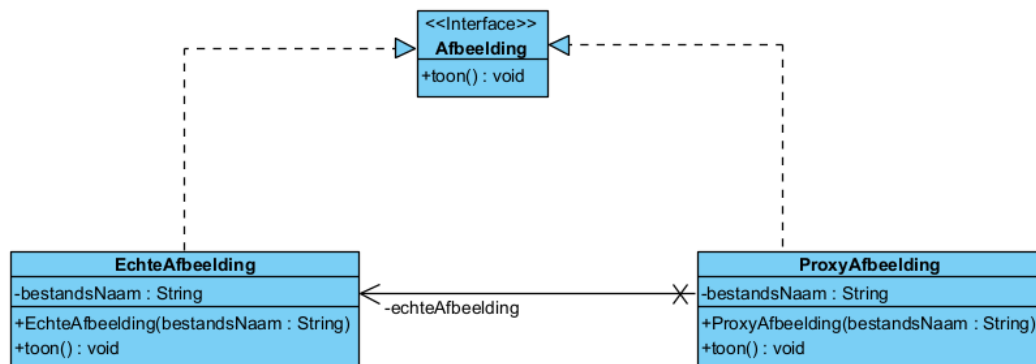 <<Interface>>
Afbeelding
+toon() : void
EchteAfbeelding
-bestandsNaam : String
+EchteAfbeelding(bestandsNaam : String)
+toon() : void
-echteAfbeelding
ProxyAfbeelding
-bestandsNaam : String
+ProxyAfbeelding(bestandsNaam : String)
+toon() : void